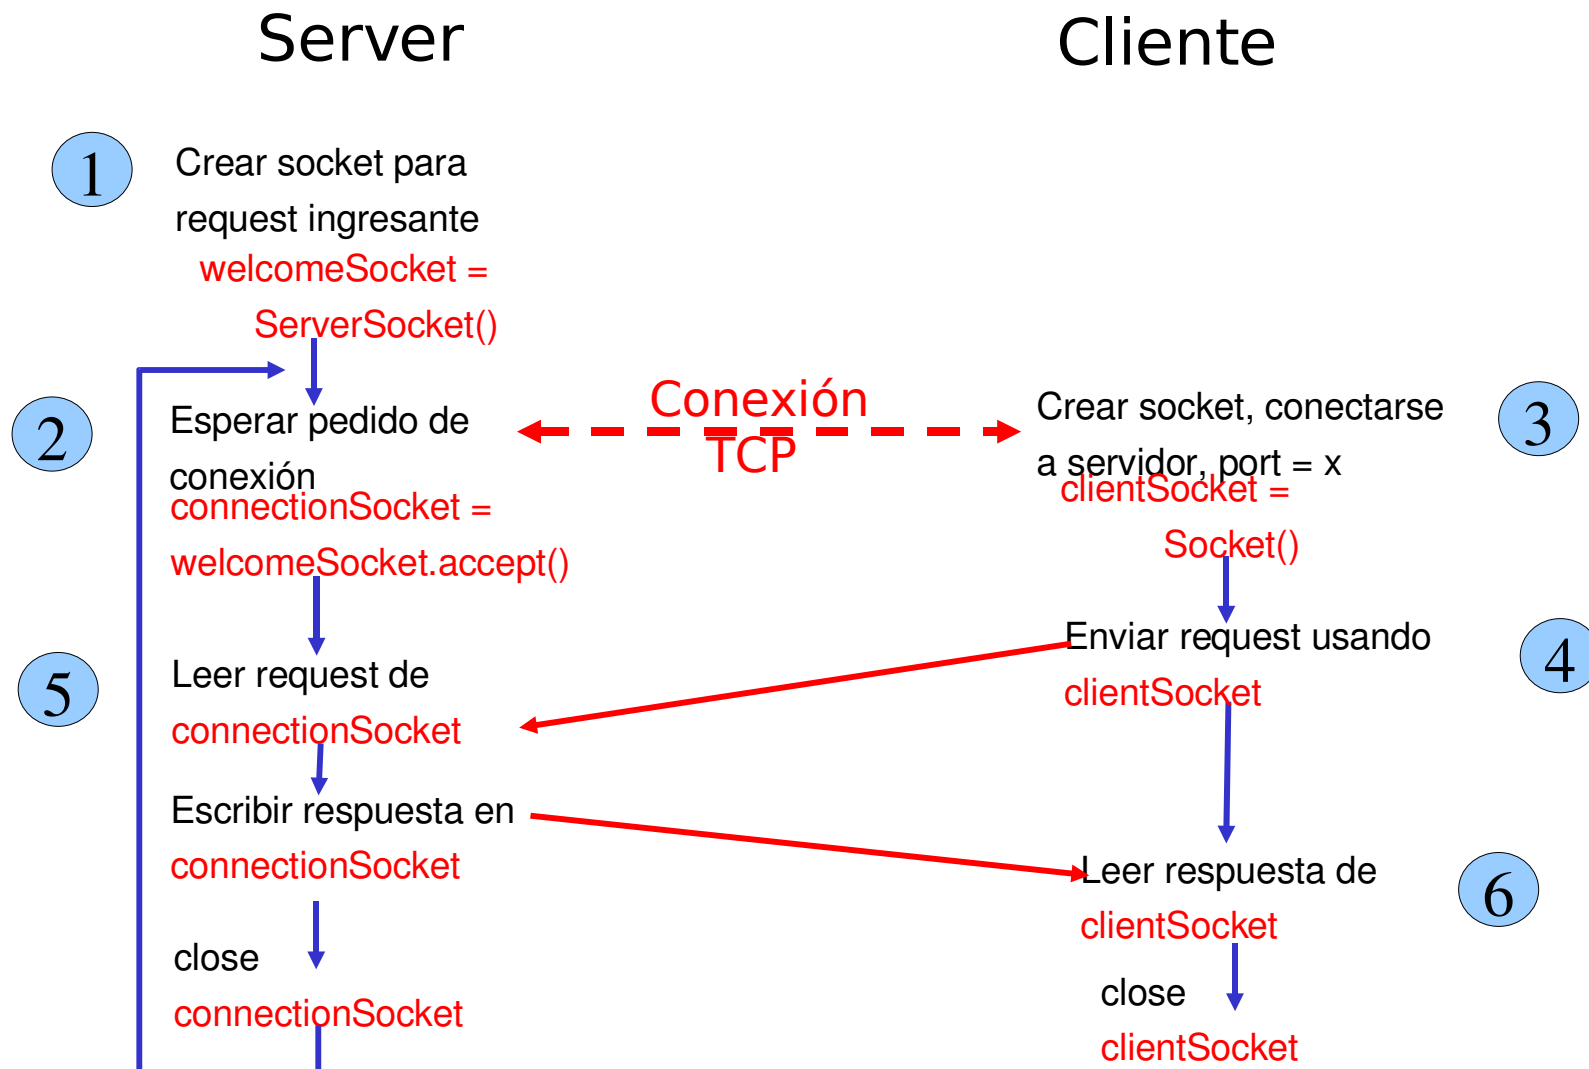 Server
Cliente
1
Crear socket para
request ingresante
welcomeSocket =
ServerSocket()
2
Esperar pedido de
conexión
connectionSocket =
welcomeSocket.accept()
Conexión
TCP
Crear socket, conectarse
a servidor, port = x
clientSocket =
Socket()
3
Enviar request usando
clientSocket
4
5
Leer request de
connectionSocket
Escribir respuesta en
connectionSocket
Leer respuesta de
clientSocket
6
close
connectionSocket
close
clientSocket